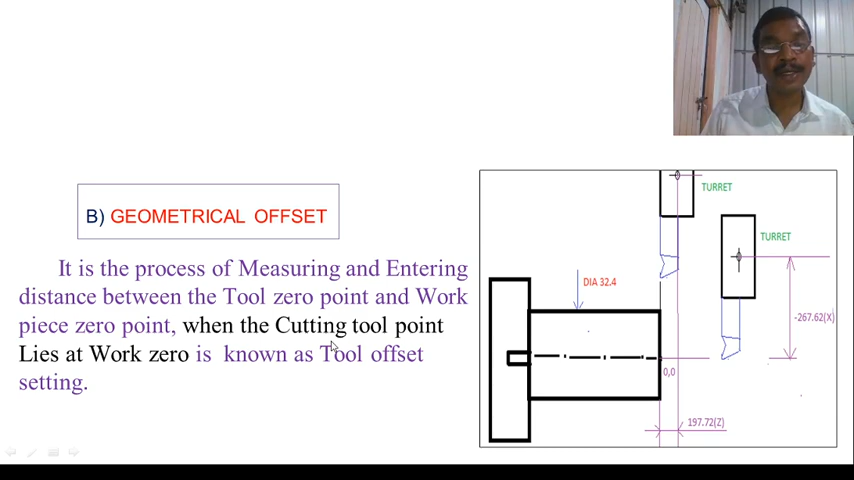 B) GEOMETRICAL OFFSET
It is the process of Measuring and Entering
distance between the Tool zero point and Work
piece zero point, when the Cutting tool point
Lies at Work zero is known as Tool offset
setting.
TURRET
TURRET
DIA 32.4
-267.62(X)
0,0
197.72(Z)